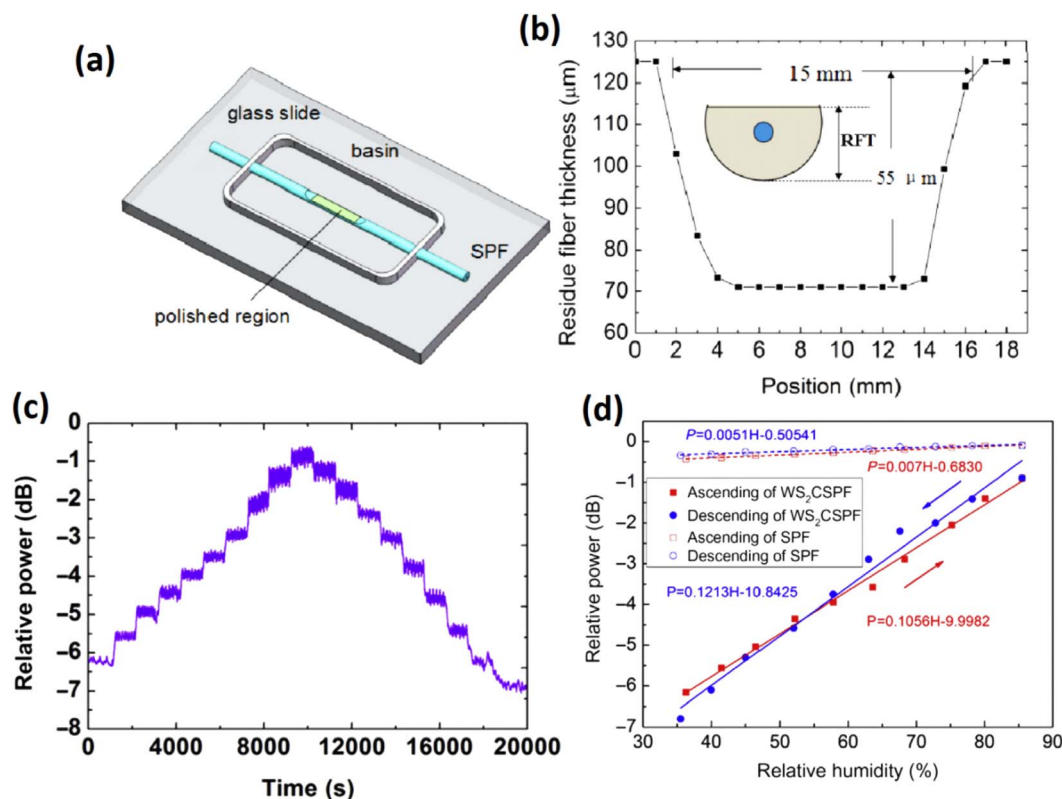 (a)
glass slide
basin
SPF
polished region
(b)
Residue fiber thickness (μm)
130
120
110
100
90
80
70
60
15 mm
RFT
55 μm
0 2 4 6 8 10 12 14 16 18
Position (mm)
(c)
Relative power (dB)
–0
–1
–2
–3
–4
–5
–6
–7
–8
0 4000 8000 12000 16000 20000
Time (s)
(d)
Relative power (dB)
0
-1
-2
-3
-4
-5
-6
-7
P=0.0051H-0.50541
P=0.007H-0.6830
Ascending of WS₂CSPF
Descending of WS₂CSPF
Ascending of SPF
Descending of SPF
P=0.1213H-10.8425
P=0.1056H-9.9982
30 40 50 60 70 80 90
Relative humidity (%)